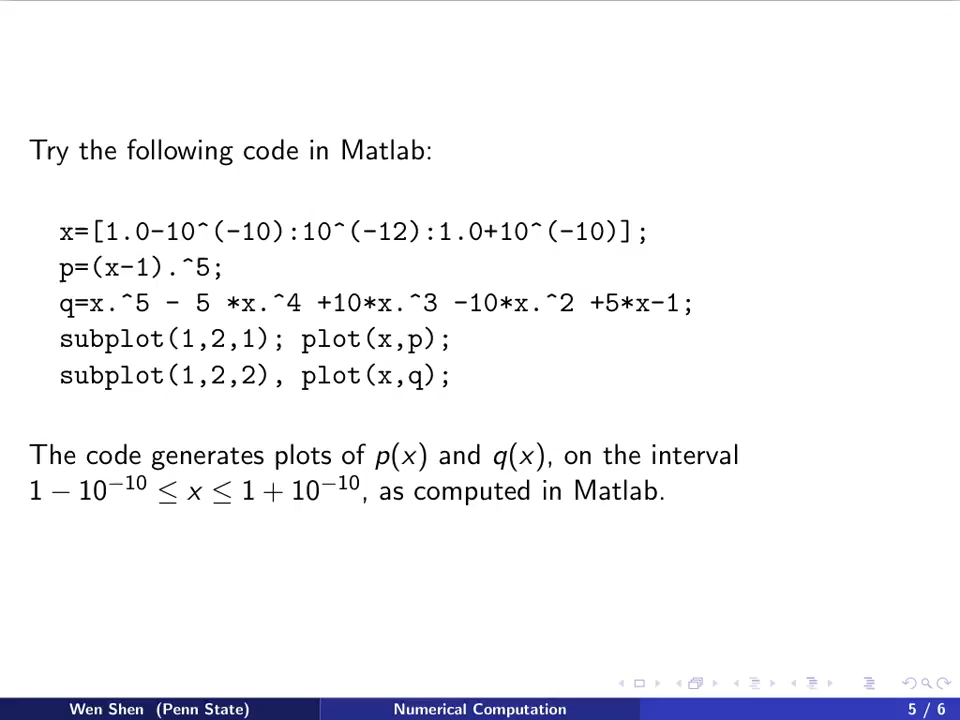 Try the following code in Matlab:
x=[1.0-10^(-10):10^(-12):1.0+10^(-10)];
p=(x-1).^5;
q=x.^5 - 5 *x.^4 +10*x.^3 -10*x.^2 +5*x-1;
subplot(1,2,1); plot(x,p);
subplot(1,2,2), plot(x,q);
The code generates plots of p(x) and q(x), on the interval
1 − 10⁻¹⁰ ≤ x ≤ 1 + 10⁻¹⁰, as computed in Matlab.
Wen Shen (Penn State) Numerical Computation 5 / 6